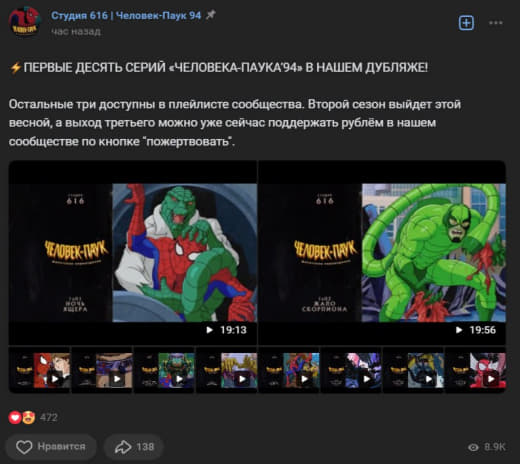 Студия 616 | Человек-Паук 94
час назад
⚡ПЕРВЫЕ ДЕСЯТЬ СЕРИЙ «ЧЕЛОВЕКА-ПАУКА'94» В НАШЕМ ДУБЛЯЖЕ!
Остальные три доступны в плейлисте сообщества. Второй сезон выйдет этой
весной, а выход третьего можно уже сейчас поддержать рублём в нашем
сообществе по кнопке "пожертвовать".
СТУДИЯ
616
ЧЕЛОВЕК-ПАУК
НОЧЬ
ЯЩЕРА
19:13
СТУДИЯ
616
ЧЕЛОВЕК-ПАУК
ЖАЛО
СКОРПИОНА
19:56
472
Нравится
138
8.9K